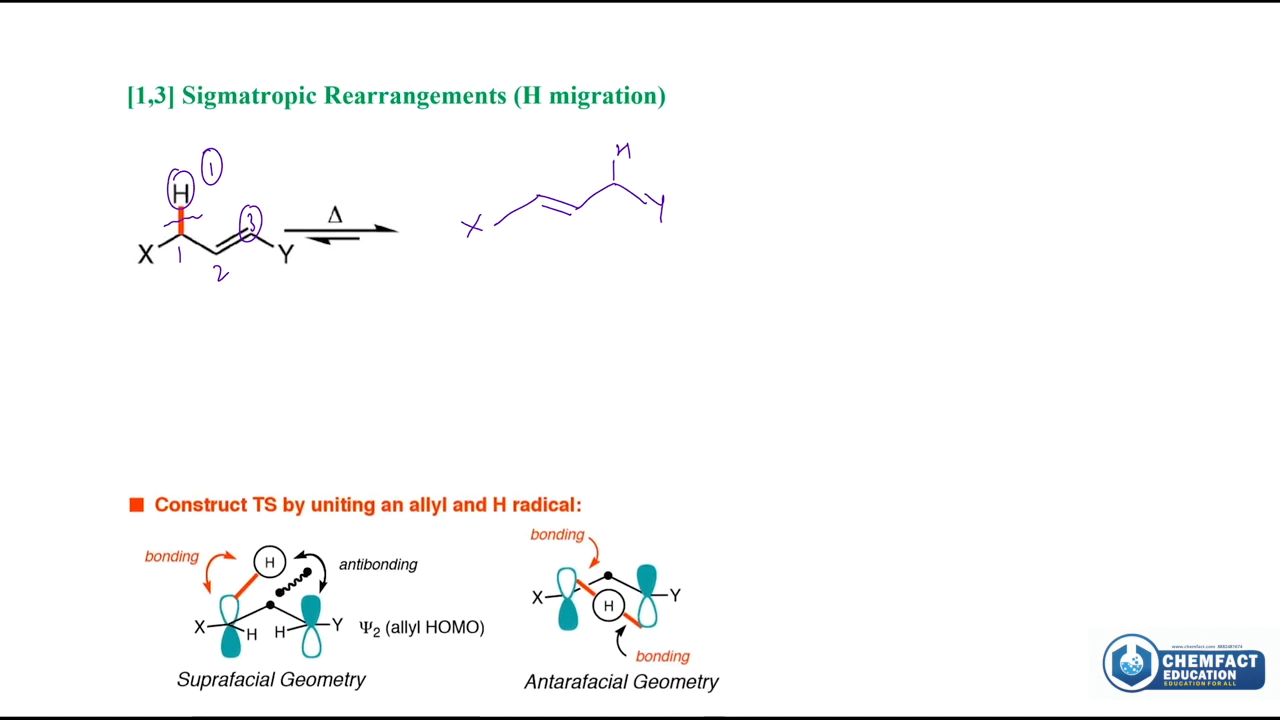 [1,3] Sigmatropic Rearrangements (H migration)
H 1
X 1 2 3 Y
Δ
X H Y
■ Construct TS by uniting an allyl and H radical:
bonding H antibonding
X H H Y Ψ2 (allyl HOMO)
Suprafacial Geometry
bonding
X H Y
bonding
Antarafacial Geometry
CHEMFACT
EDUCATION
EDUCATION FOR ALL